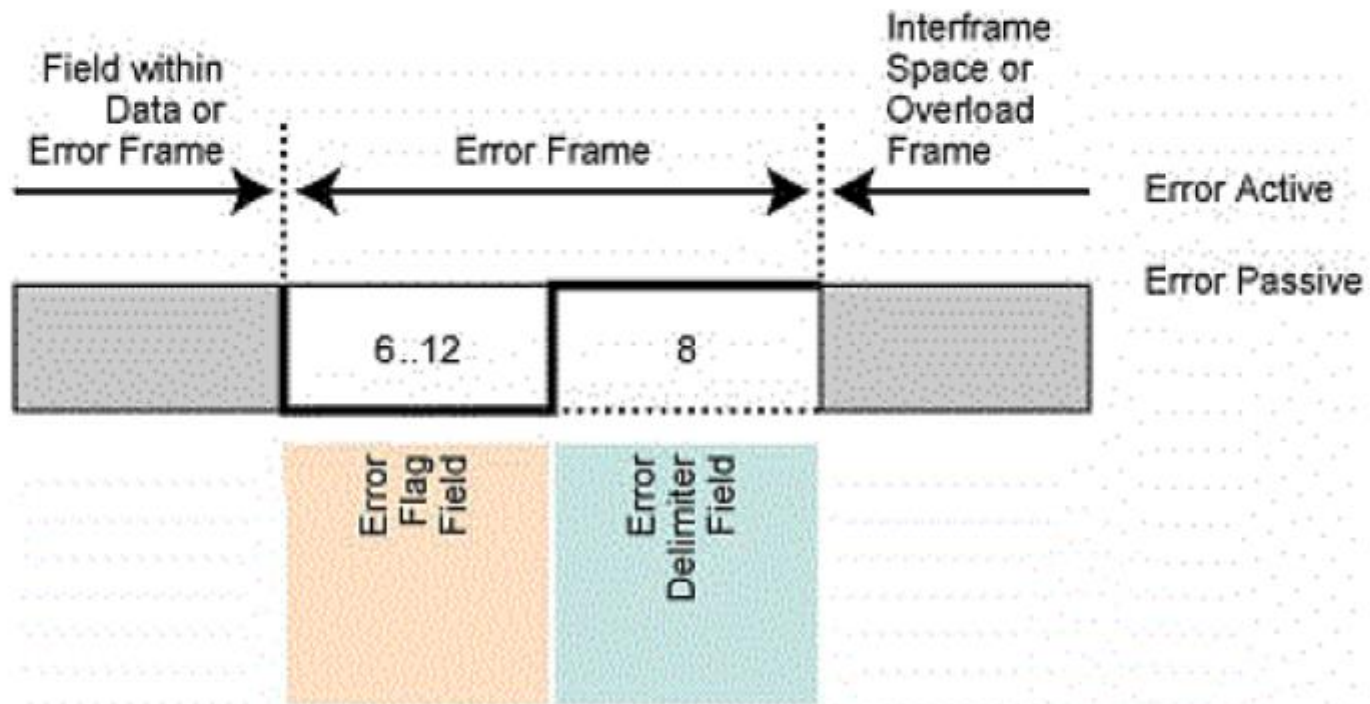 Field within
Data or
Error Frame
Error Frame
Interframe
Space or
Overload
Frame
Error Active
Error Passive
6..12
8
Error
Flag
Field
Error
Delimiter
Field